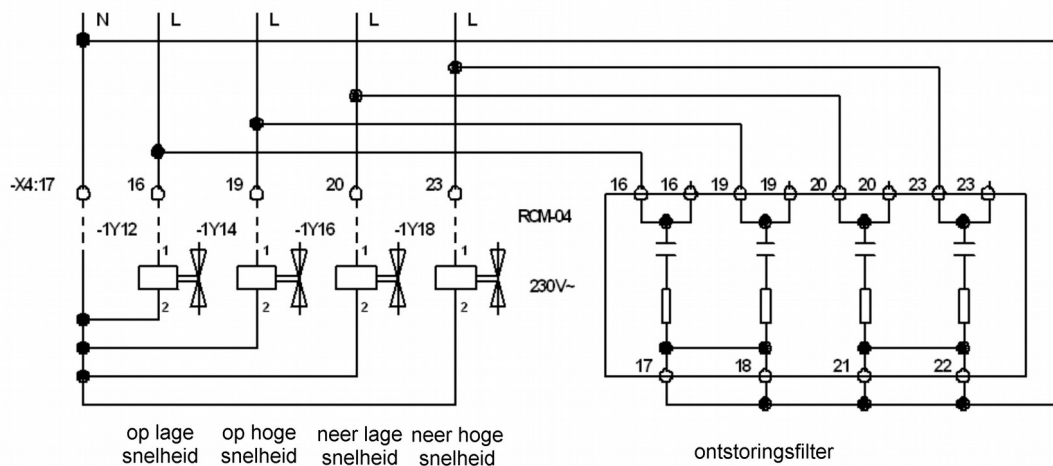 N L L L L
-X4:17 16 19 20 23
16 16 19 19 20 20 23 23
-1Y12 -1Y14 -1Y16 -1Y18 RCM-04
1 1 1 1
230V~
2 2 2 2
17 18 21 22
op lage snelheid
op hoge snelheid
neer lage snelheid
neer hoge snelheid
ontstoringsfilter